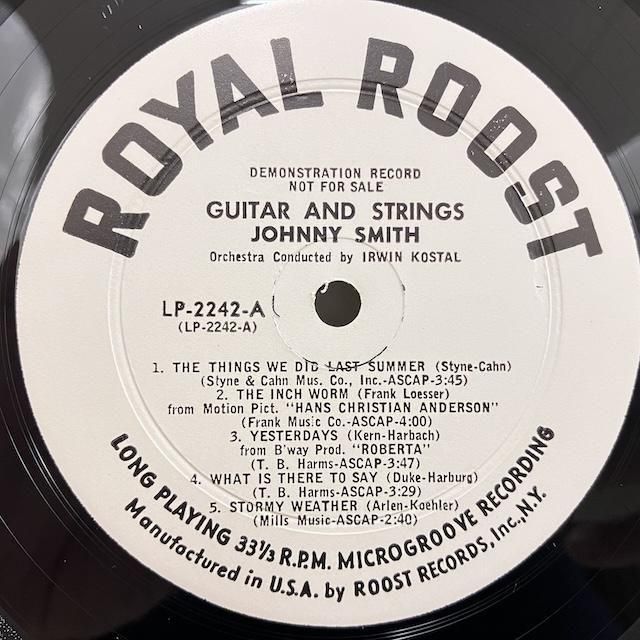 ROYAL ROOST
DEMONSTRATION RECORD
NOT FOR SALE
GUITAR AND STRINGS
JOHNNY SMITH
Orchestra Conducted by IRWIN KOSTAL
LP-2242-A
(LP-2242-A)
1. THE THINGS WE DID LAST SUMMER (Styne-Cahn)
(Styne & Cahn Mus. Co., Inc.-ASCAP-3:45)
2. THE INCH WORM (Frank Loesser)
from Motion Pict. "HANS CHRISTIAN ANDERSON"
(Frank Music Co.-ASCAP-4:00)
3. YESTERDAYS (Kern-Harbach)
from B'way Prod. "ROBERTA"
(T. B. Harms-ASCAP-3:47)
4. WHAT IS THERE TO SAY (Duke-Harburg)
(T. B. Harms-ASCAP-3:29)
5. STORMY WEATHER (Arlen-Koehler)
(Mills Music-ASCAP-2:40)
LONG PLAYING 33⅓ R.P.M. MICROGROOVE RECORDING
Manufactured in U.S.A. by ROOST RECORDS, Inc., N.Y.